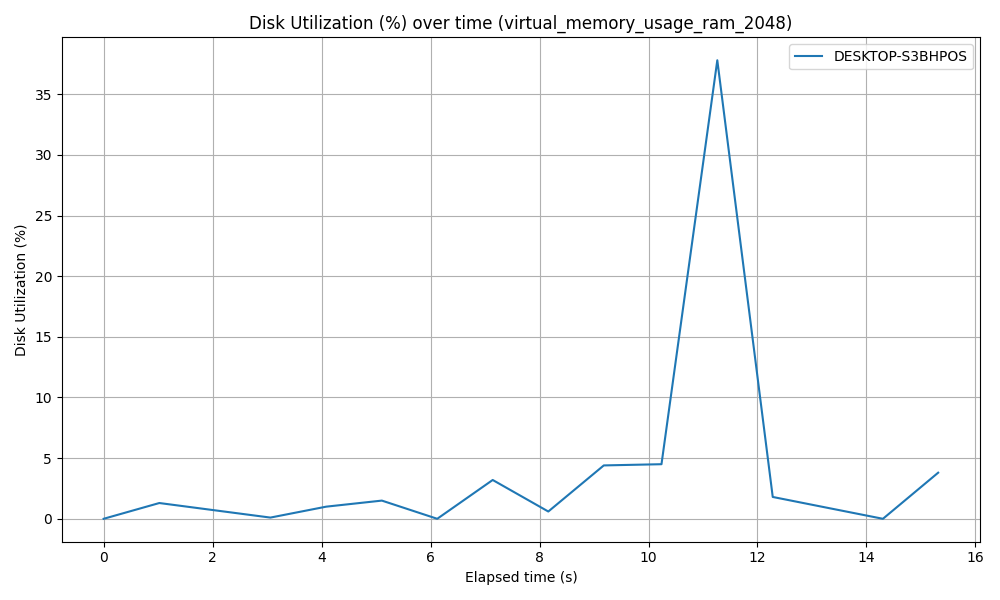 Disk Utilization (%) over time (virtual_memory_usage_ram_2048)
DESKTOP-S3BHPOS
Disk Utilization (%)
35
30
25
20
15
10
5
0
0 2 4 6 8 10 12 14 16
Elapsed time (s)